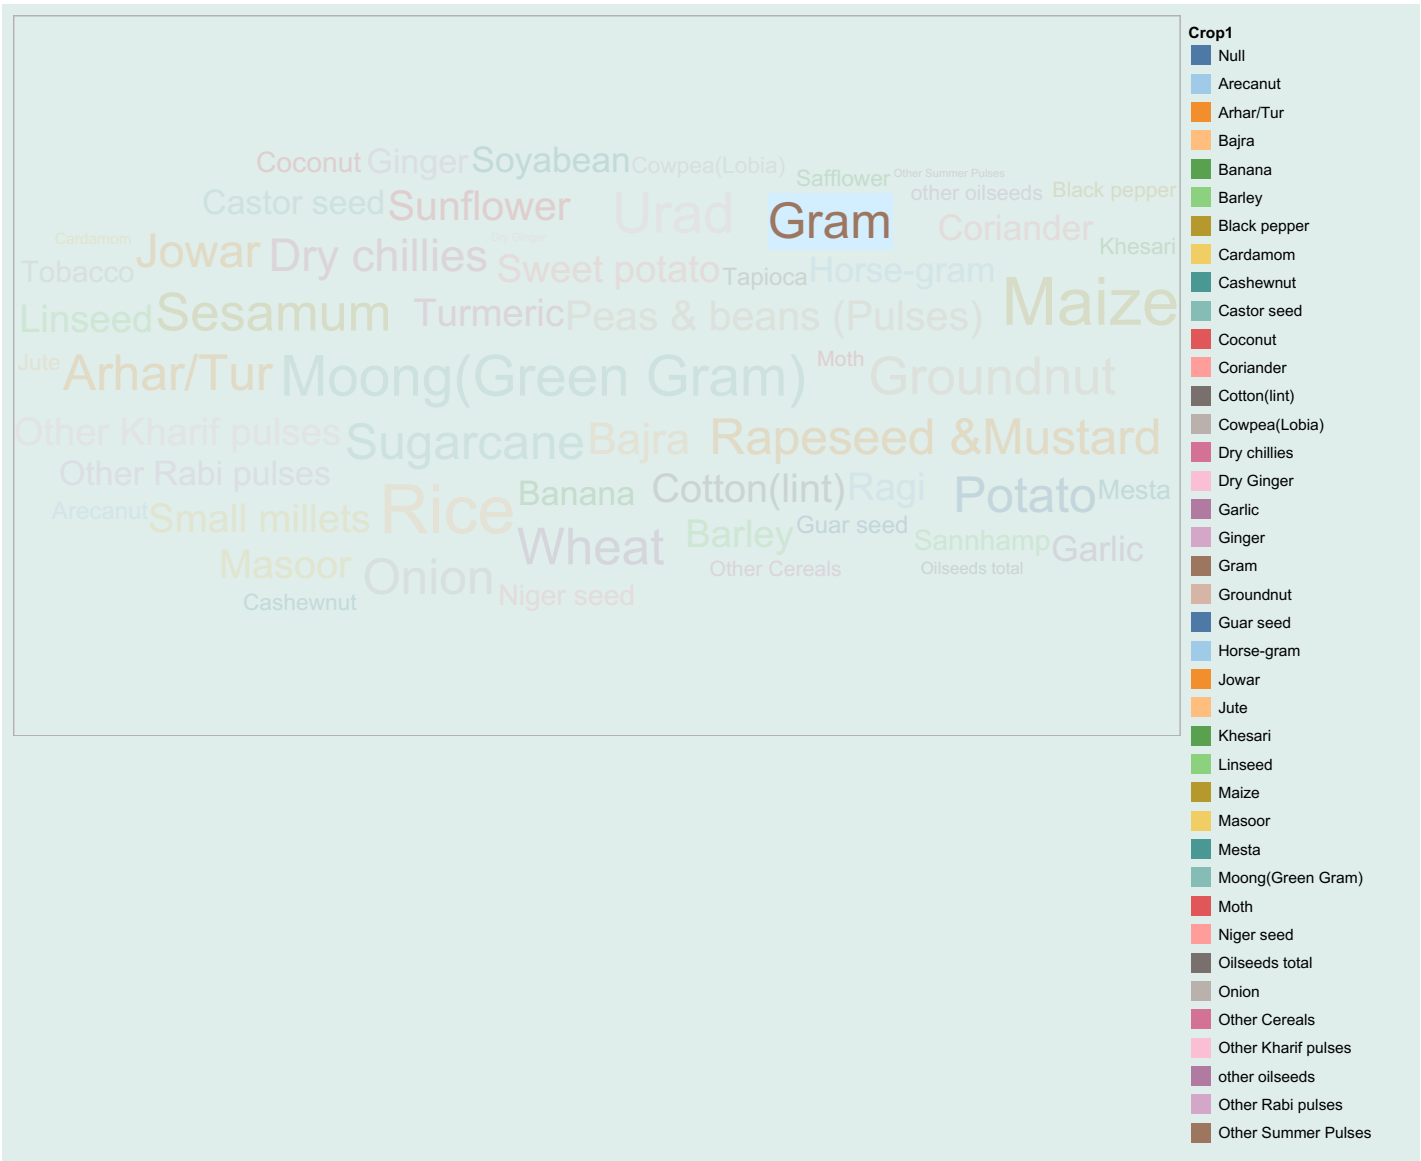 Coconut Ginger Soyabean Cowpea(Lobia) Safflower Other Summer Pulses
Castor seed Sunflower Urad Gram other oilseeds Black pepper
Coriander
Cardamom Jowar Dry chillies Dry Ginger Khesari
Tobacco Sweet potato Tapioca Horse-gram
Linseed Sesamum Turmeric Peas & beans (Pulses) Maize
Jute Arhar/Tur Moong(Green Gram) Moth Groundnut
Other Kharif pulses Sugarcane Bajra Rapeseed &Mustard
Other Rabi pulses Banana Cotton(lint) Ragi Potato Mesta
Arecanut Small millets Rice Guar seed
Wheat Barley Sannhamp Garlic
Masoor Onion Other Cereals Oilseeds total
Cashewnut Niger seed
Crop1
Null
Arecanut
Arhar/Tur
Bajra
Banana
Barley
Black pepper
Cardamom
Cashewnut
Castor seed
Coconut
Coriander
Cotton(lint)
Cowpea(Lobia)
Dry chillies
Dry Ginger
Garlic
Ginger
Gram
Groundnut
Guar seed
Horse-gram
Jowar
Jute
Khesari
Linseed
Maize
Masoor
Mesta
Moong(Green Gram)
Moth
Niger seed
Oilseeds total
Onion
Other Cereals
Other Kharif pulses
other oilseeds
Other Rabi pulses
Other Summer Pulses